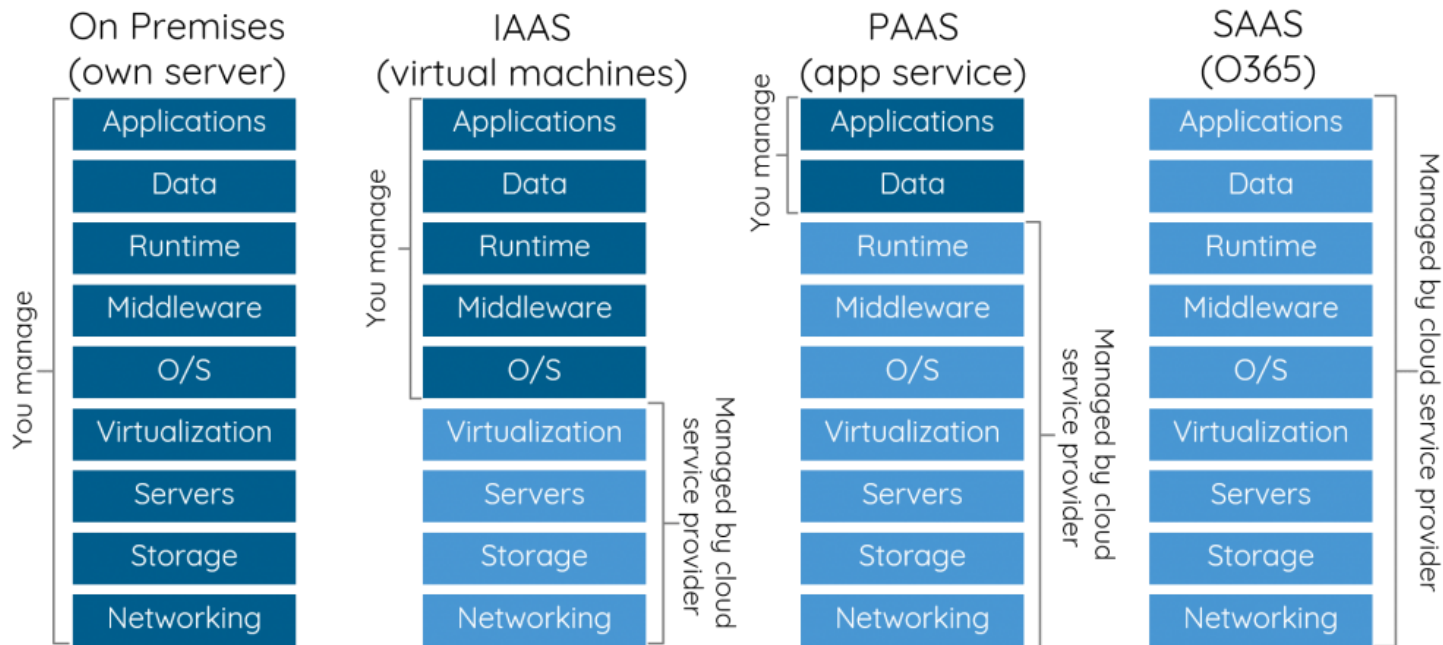 On Premises
(own server)
You manage
Applications
Data
Runtime
Middleware
O/S
Virtualization
Servers
Storage
Networking
IAAS
(virtual machines)
You manage
Applications
Data
Runtime
Middleware
O/S
Virtualization
Servers
Storage
Networking
Managed by cloud
service provider
PAAS
(app service)
You manage
Applications
Data
Runtime
Middleware
O/S
Virtualization
Servers
Storage
Networking
Managed by cloud
service provider
SAAS
(O365)
Applications
Data
Runtime
Middleware
O/S
Virtualization
Servers
Storage
Networking
Managed by cloud service provider